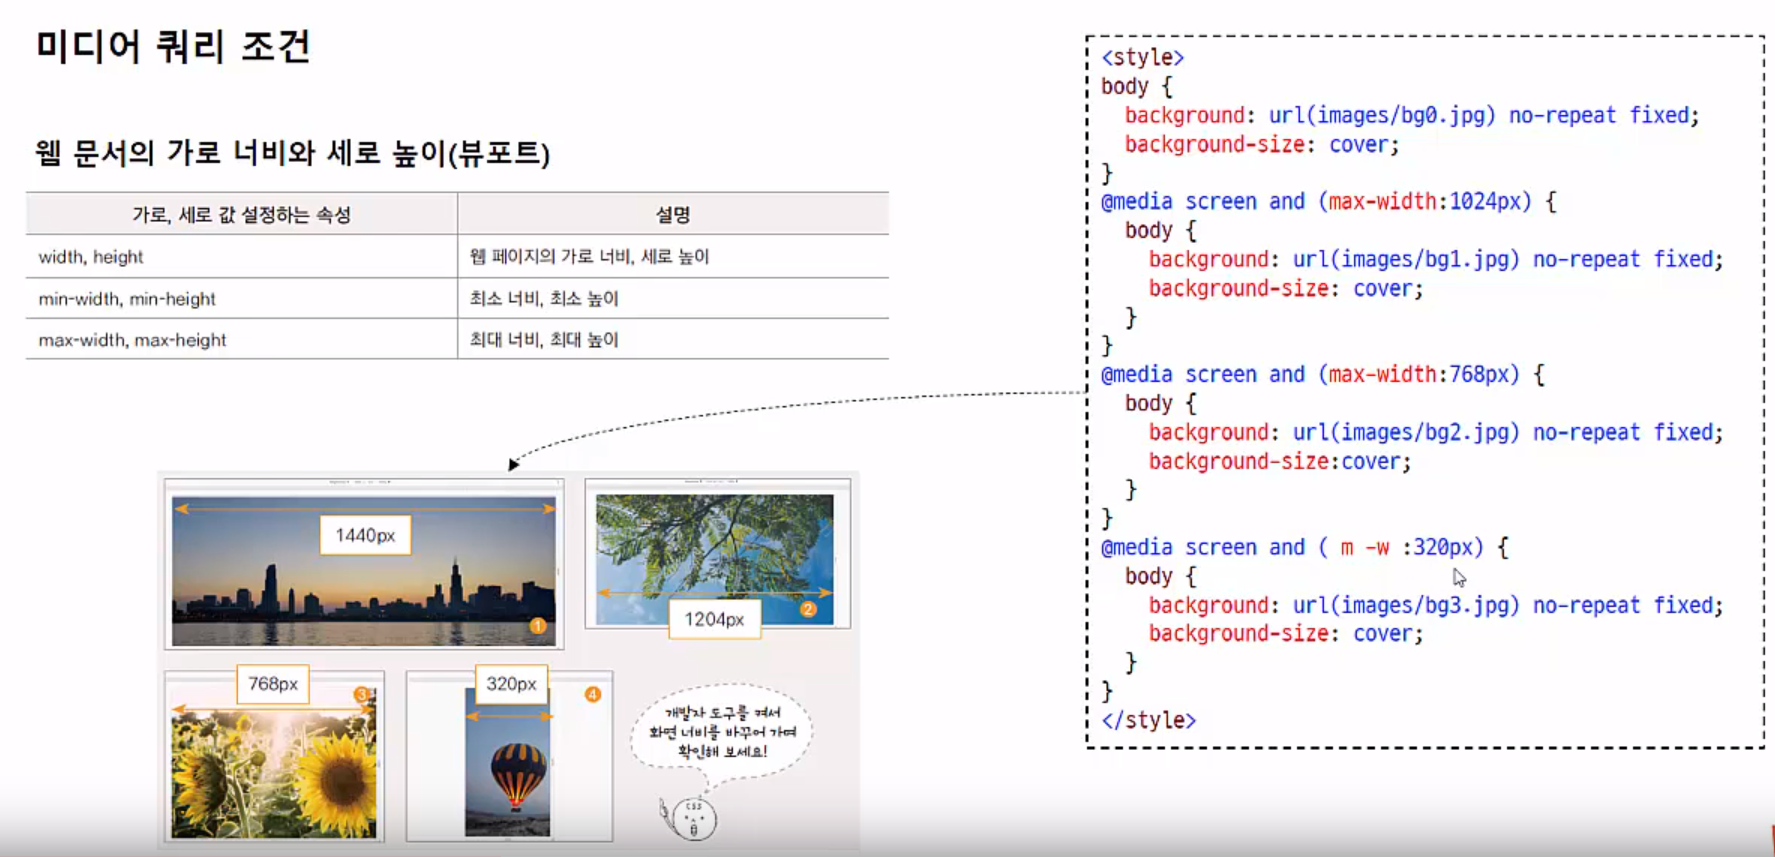 미디어 쿼리 조건
웹 문서의 가로 너비와 세로 높이(뷰포트)
가로, 세로 값 설정하는 속성 설명
width, height 웹 페이지의 가로 너비, 세로 높이
min-width, min-height 최소 너비, 최소 높이
max-width, max-height 최대 너비, 최대 높이
1440px
1
1204px
2
768px
3
320px
4
개발자 도구를 켜서
화면 너비를 바꾸어 가며
확인해 보세요!
CSS
<style>
body {
background: url(images/bg0.jpg) no-repeat fixed;
background-size: cover;
}
@media screen and (max-width:1024px) {
body {
background: url(images/bg1.jpg) no-repeat fixed;
background-size: cover;
}
}
@media screen and (max-width:768px) {
body {
background: url(images/bg2.jpg) no-repeat fixed;
background-size:cover;
}
}
@media screen and ( m -w :320px) {
body {
background: url(images/bg3.jpg) no-repeat fixed;
background-size: cover;
}
}
</style>